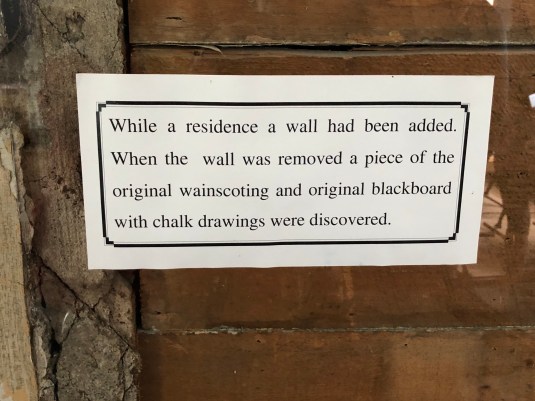 While a residence a wall had been added.
When the wall was removed a piece of the
original wainscoting and original blackboard
with chalk drawings were discovered.